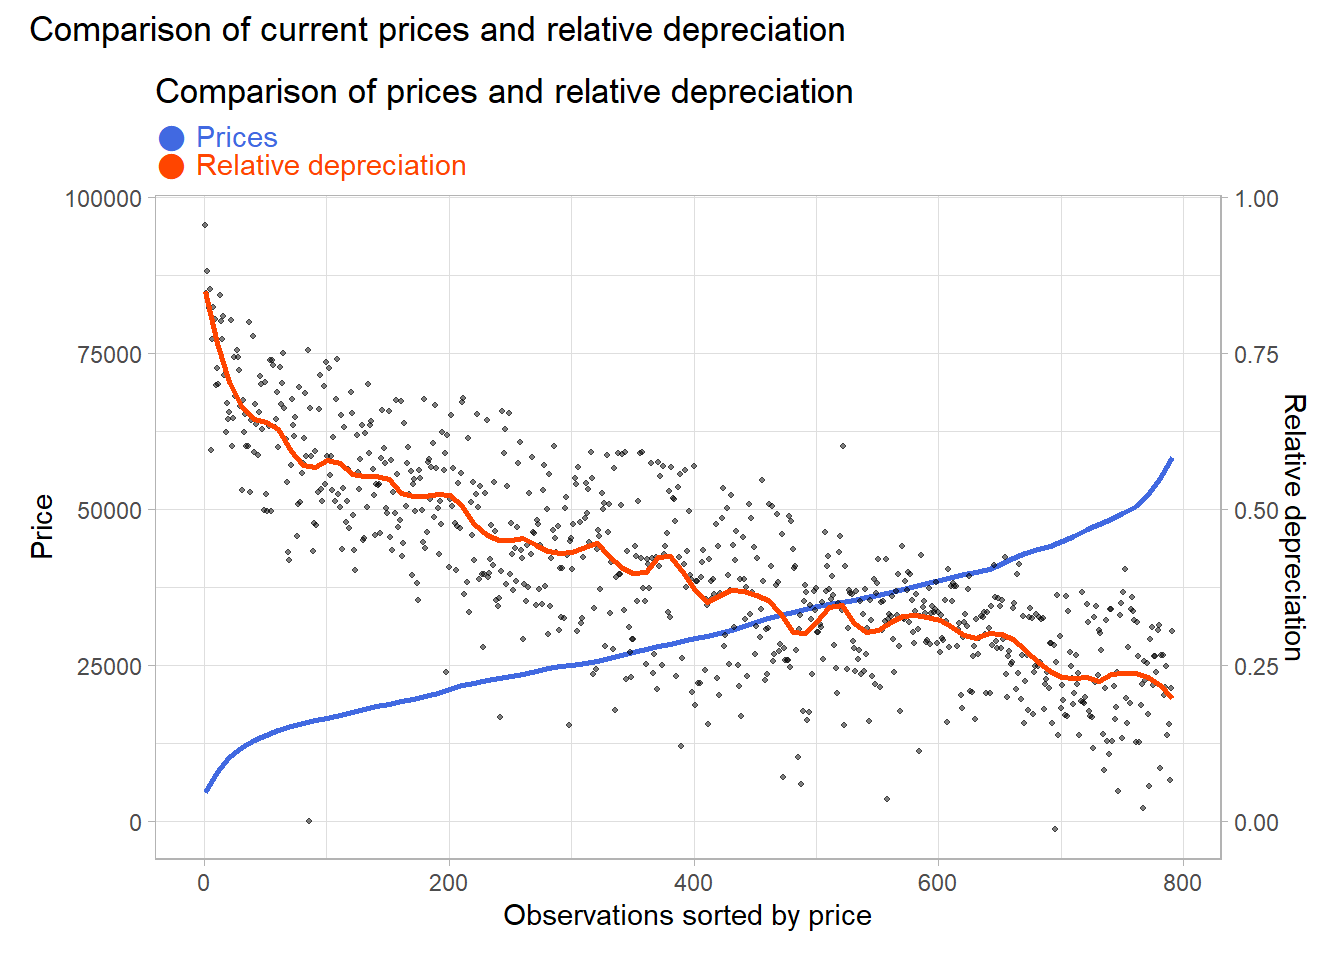 Comparison of current prices and relative depreciation
Comparison of prices and relative depreciation
Prices
Relative depreciation
100000
75000
50000
25000
0
Price
1.00
0.75
0.50
0.25
0.00
Relative depreciation
0
200
400
600
800
Observations sorted by price